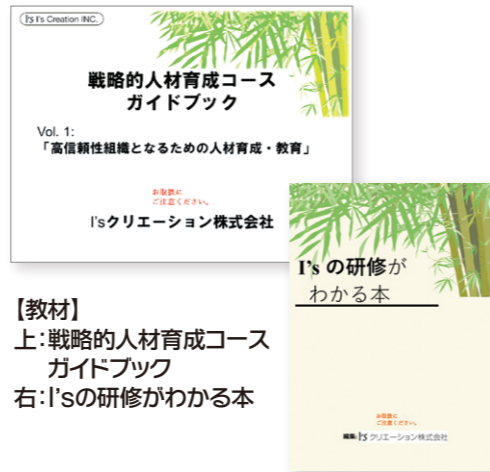 I's I's Creation INC.
戦略的人材育成コース
ガイドブック
Vol. 1:
「高信頼性組織となるための人材育成・教育」
お取扱に
ご注意ください。
I'sクリエーション株式会社
I's の研修が
わかる本
お取扱に
ご注意ください。
編集:I's クリエーション株式会社
【教材】
上:戦略的人材育成コース
ガイドブック
右:I'sの研修がわかる本